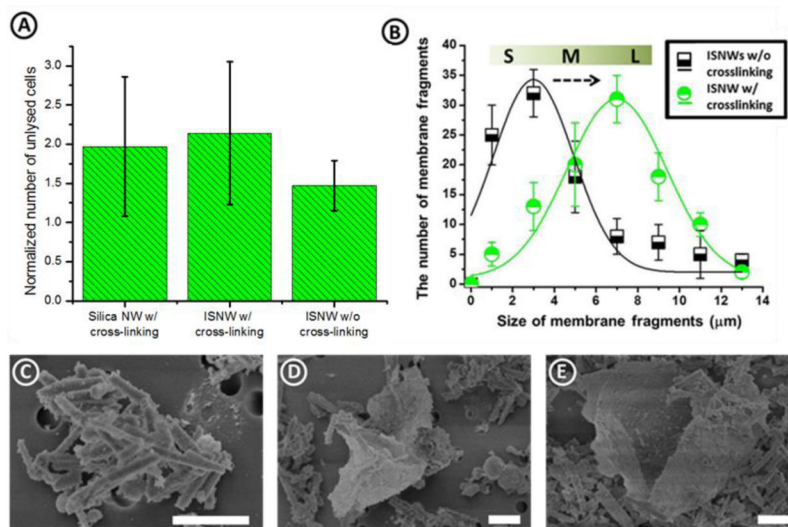 A
Normalized number of unlysed cells
3.0
2.5
2.0
1.5
1.0
0.5
0.0
Silica NW w/ cross-linking
ISNW w/ cross-linking
ISNW w/o cross-linking
B
The number of membrane fragments
40
35
30
25
20
15
10
5
0
S M L
ISNWs w/o
crosslinking
ISNW w/
crosslinking
0 2 4 6 8 10 12 14
Size of membrane fragments (μm)
C
D
E